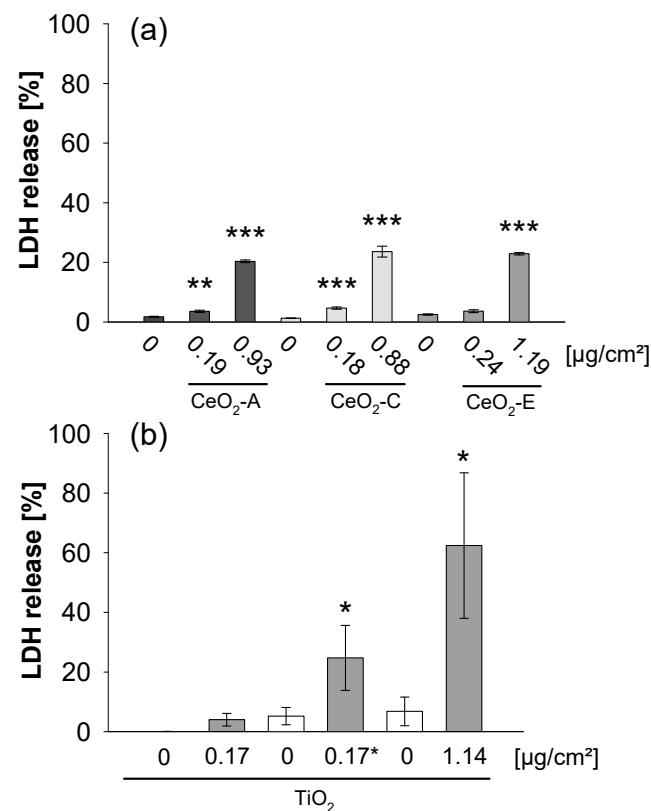 (a)
LDH release [%]
100
80
60
40
20
0
** *** *** *** ***
0 0.19 0.93 0 0.18 0.88 0 0.24 1.19 [µg/cm²]
CeO₂-A CeO₂-C CeO₂-E
(b)
LDH release [%]
100
80
60
40
20
0
* *
0 0.17 0 0.17* 0 1.14 [µg/cm²]
TiO₂